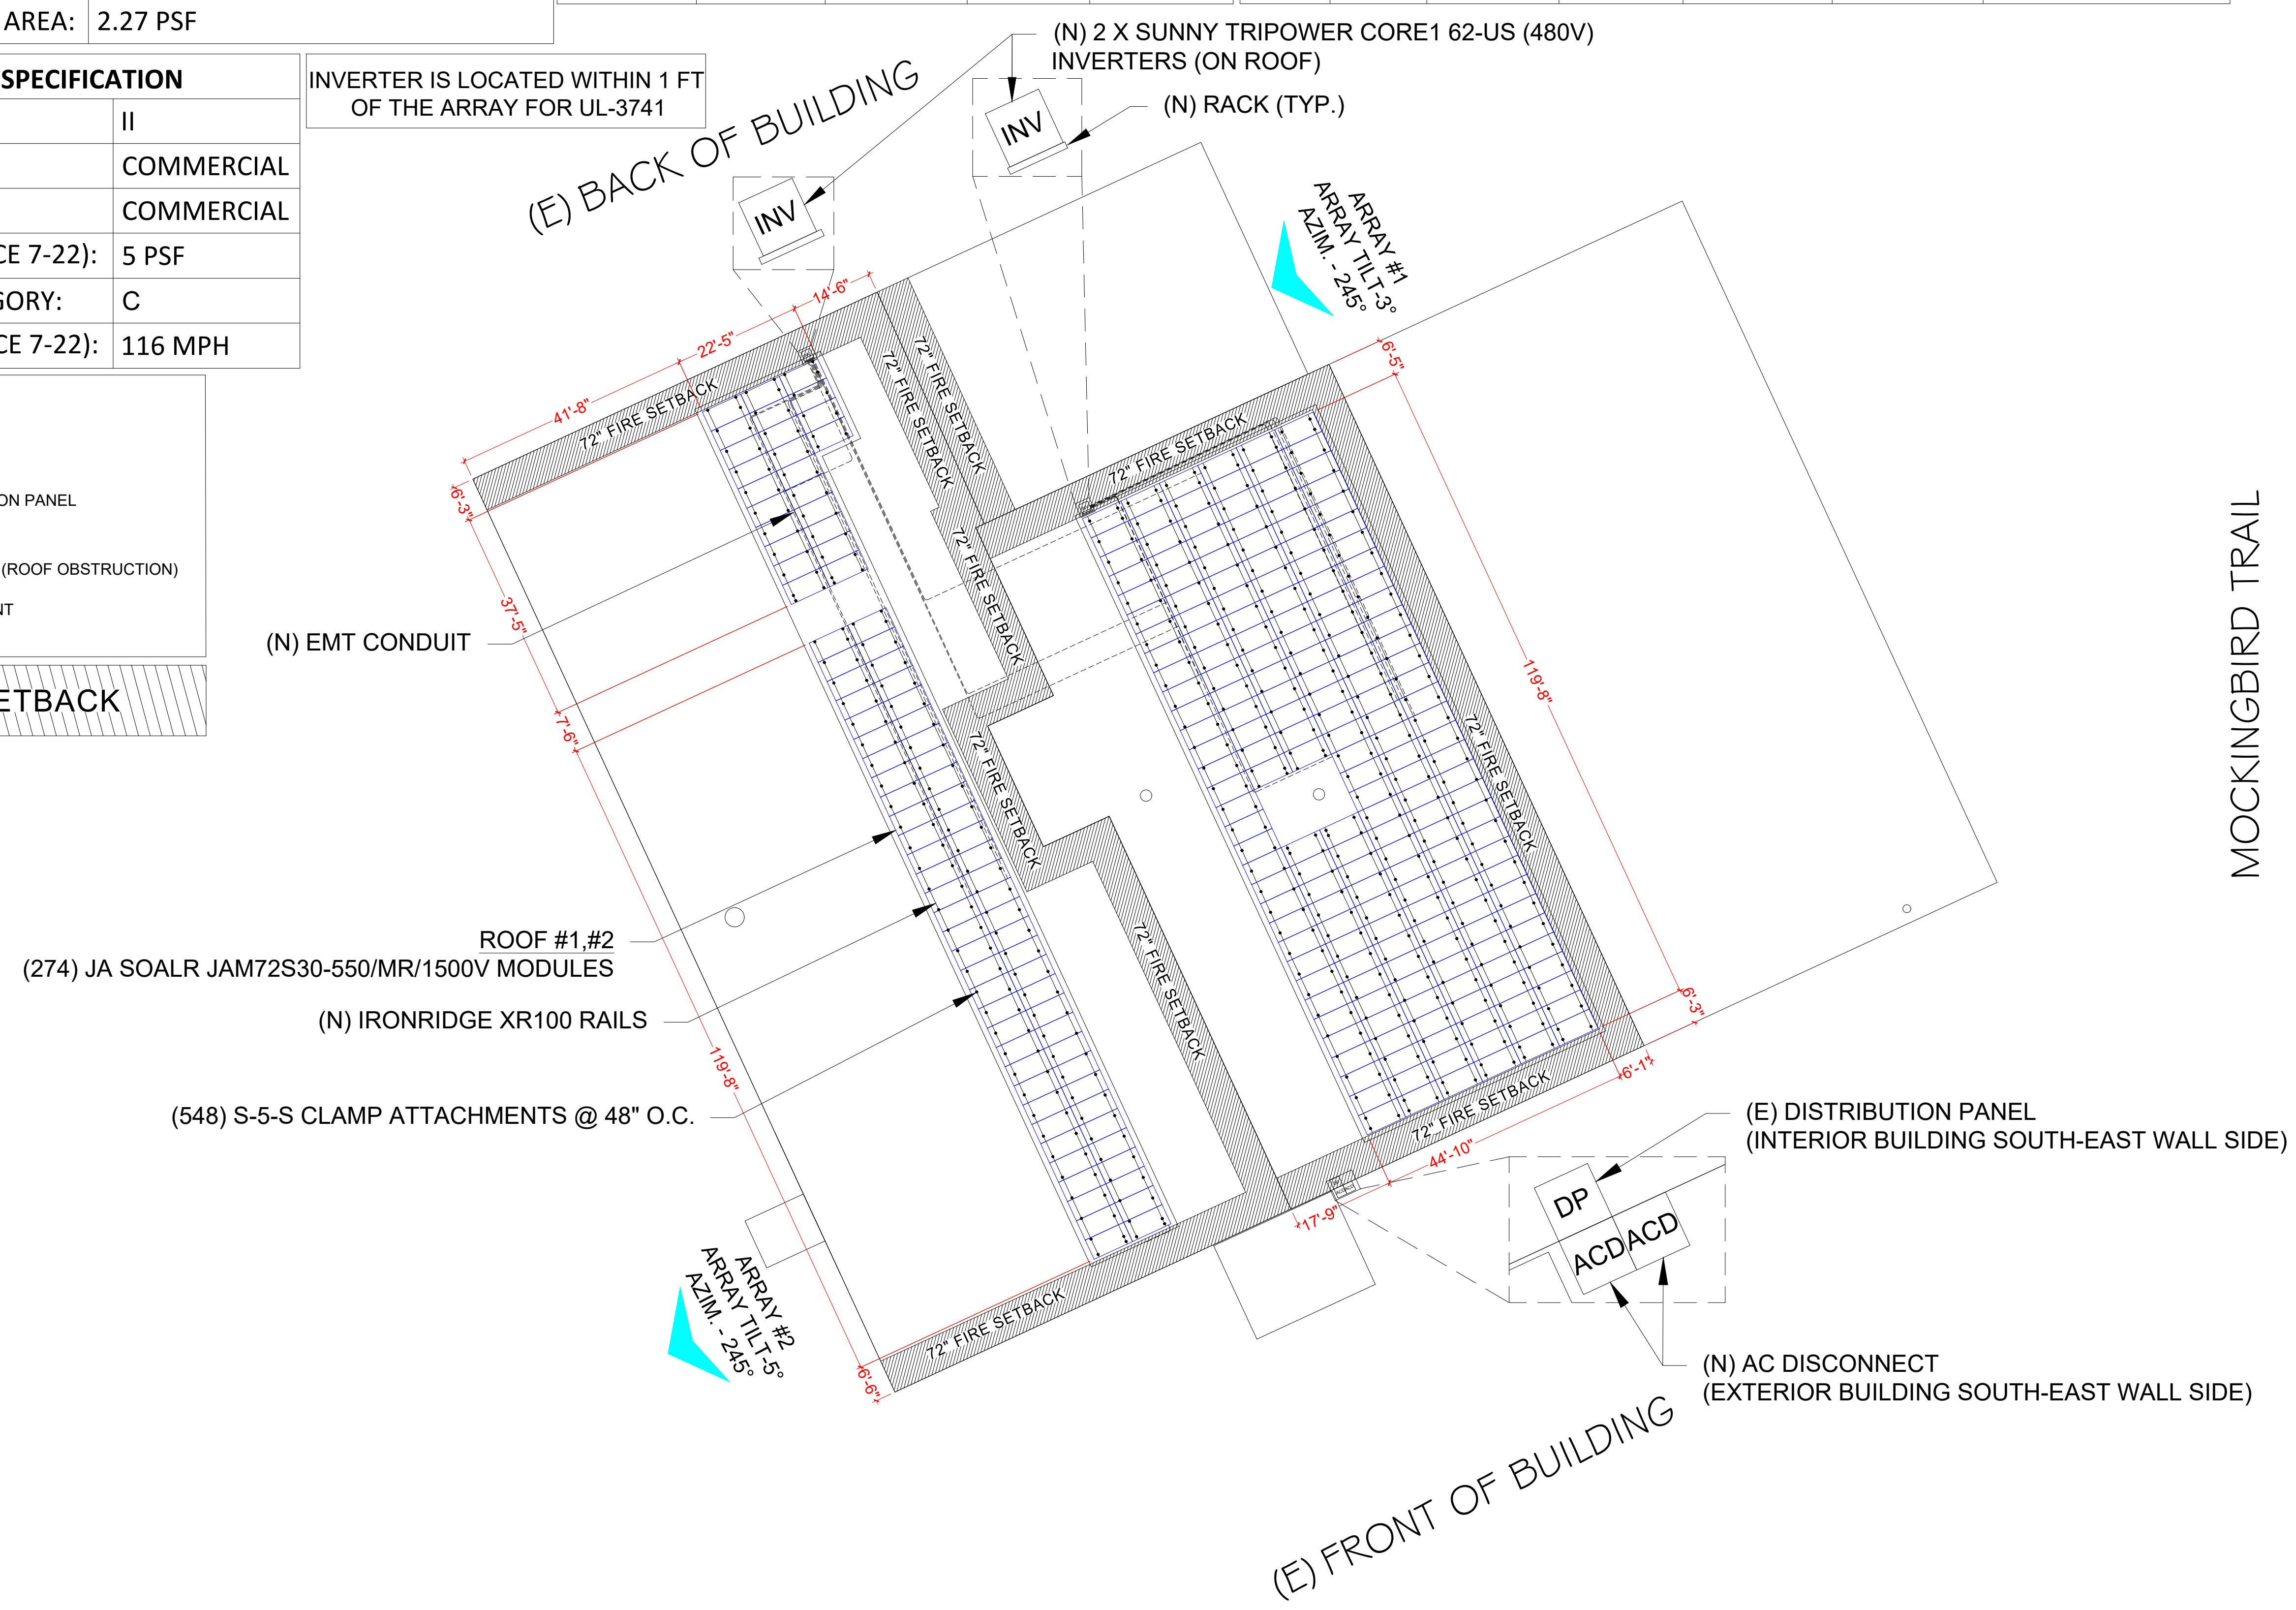 AREA: 2.27 PSF
SPECIFICATION
II
COMMERCIAL
COMMERCIAL
CE 7-22): 5 PSF
GORY: C
CE 7-22): 116 MPH
INVERTER IS LOCATED WITHIN 1 FT
OF THE ARRAY FOR UL-3741
ON PANEL
(ROOF OBSTRUCTION)
NT
ETBACK
(E) BACK OF BUILDING
(N) 2 X SUNNY TRIPOWER CORE1 62-US (480V)
INVERTERS (ON ROOF)
(N) RACK (TYP.)
INV
INV
ARRAY #1
ARRAY TILT-3°
AZIM. - 245°
14'-6"
22'-5"
41'-8"
6'-3"
37'-5"
7'-6"
119'-8"
6'-6"
6'-5"
119'-8"
6'-3"
6'-1"
44'-10"
17'-9"
72" FIRE SETBACK
72" FIRE SETBACK
72" FIRE SETBACK
72" FIRE SETBACK
72" FIRE SETBACK
72" FIRE SETBACK
72" FIRE SETBACK
72" FIRE SETBACK
72" FIRE SETBACK
72" FIRE SETBACK
(N) EMT CONDUIT
ROOF #1,#2
(274) JA SOALR JAM72S30-550/MR/1500V MODULES
(N) IRONRIDGE XR100 RAILS
(548) S-5-S CLAMP ATTACHMENTS @ 48" O.C.
MOCKINGBIRD TRAIL
(E) DISTRIBUTION PANEL
(INTERIOR BUILDING SOUTH-EAST WALL SIDE)
DP
ACD ACD
(N) AC DISCONNECT
(EXTERIOR BUILDING SOUTH-EAST WALL SIDE)
ARRAY #2
ARRAY TILT-5°
AZIM. - 245°
(E) FRONT OF BUILDING